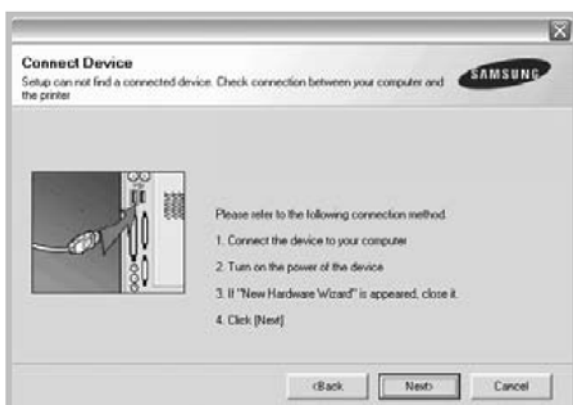 Connect Device
Setup can not find a connected device. Check connection between your computer and
the printer
SAMSUNG
Please refer to the following connection method.
1. Connect the device to your computer
2. Turn on the power of the device
3. If "New Hardware Wizard" is appeared, close it.
4. Click [Next]
<Back
Next>
Cancel